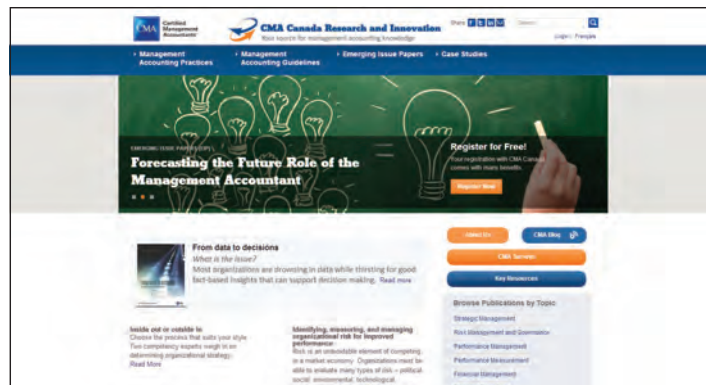 CMA
Certified
Management
Accountants
CMA Canada Research and Innovation
Your source for management accounting knowledge
Share
Search
Login | Français
Management
Accounting Practices
Management
Accounting Guidelines
Emerging Issue Papers
Case Studies
EMERGING ISSUE PAPERS (EIP)
Forecasting the Future Role of the
Management Accountant
Register for Free!
Your registration with CMA Canada
comes with many benefits.
Register Now
From data to decisions
What is the issue?
Most organizations are drowning in data while thirsting for good
fact-based insights that can support decision making. Read more
About Us
CMA Blog
CMA Surveys
Key Resources
Browse Publications by Topic
Strategic Management
Risk Management and Governance
Performance Management
Performance Measurement
Financial Management
Inside out or outside in
Choose the process that suits your style.
Two competency experts weigh in on
determining organizational strategy.
Read More
Identifying, measuring, and managing
organizational risk for improved
performance
Risk is an unavoidable element of competing
in a market economy. Organizations must be
able to evaluate many types of risk – political,
social, environmental, technological,